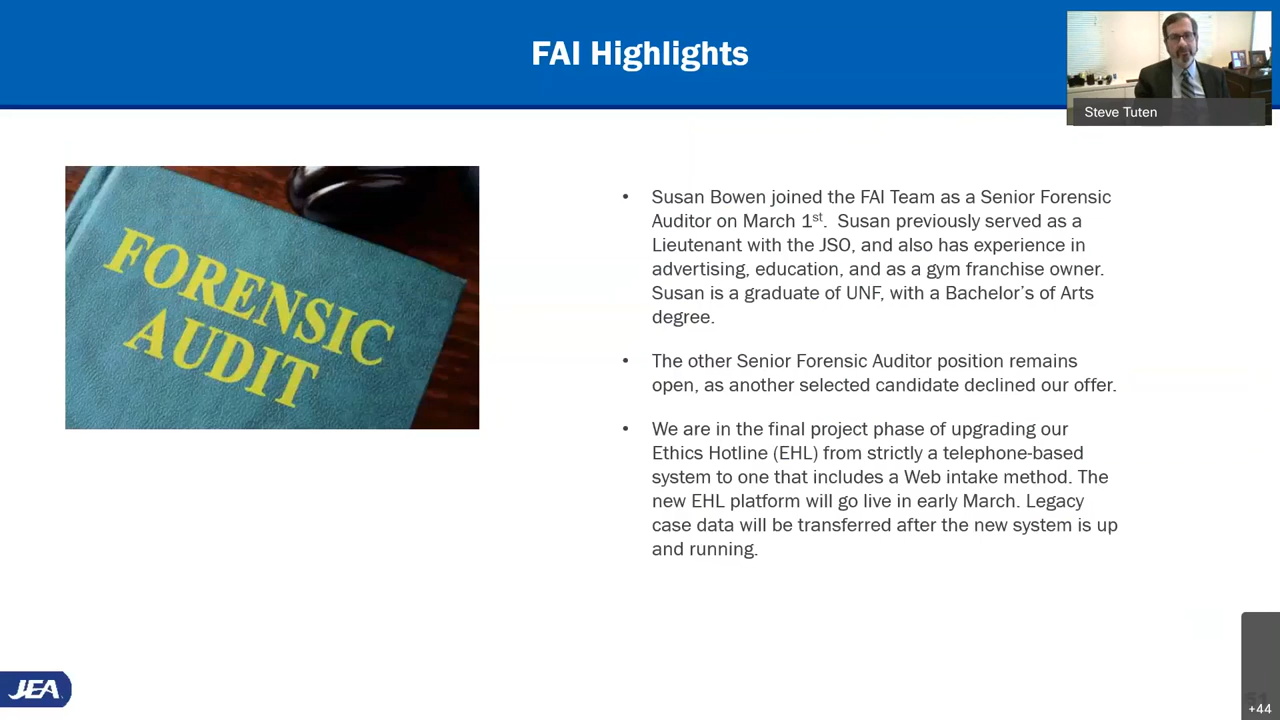 FAI Highlights
Steve Tuten
FORENSIC
AUDIT
• Susan Bowen joined the FAI Team as a Senior Forensic
Auditor on March 1st. Susan previously served as a
Lieutenant with the JSO, and also has experience in
advertising, education, and as a gym franchise owner.
Susan is a graduate of UNF, with a Bachelor’s of Arts
degree.
• The other Senior Forensic Auditor position remains
open, as another selected candidate declined our offer.
• We are in the final project phase of upgrading our
Ethics Hotline (EHL) from strictly a telephone-based
system to one that includes a Web intake method. The
new EHL platform will go live in early March. Legacy
case data will be transferred after the new system is up
and running.
JEA
51
+44